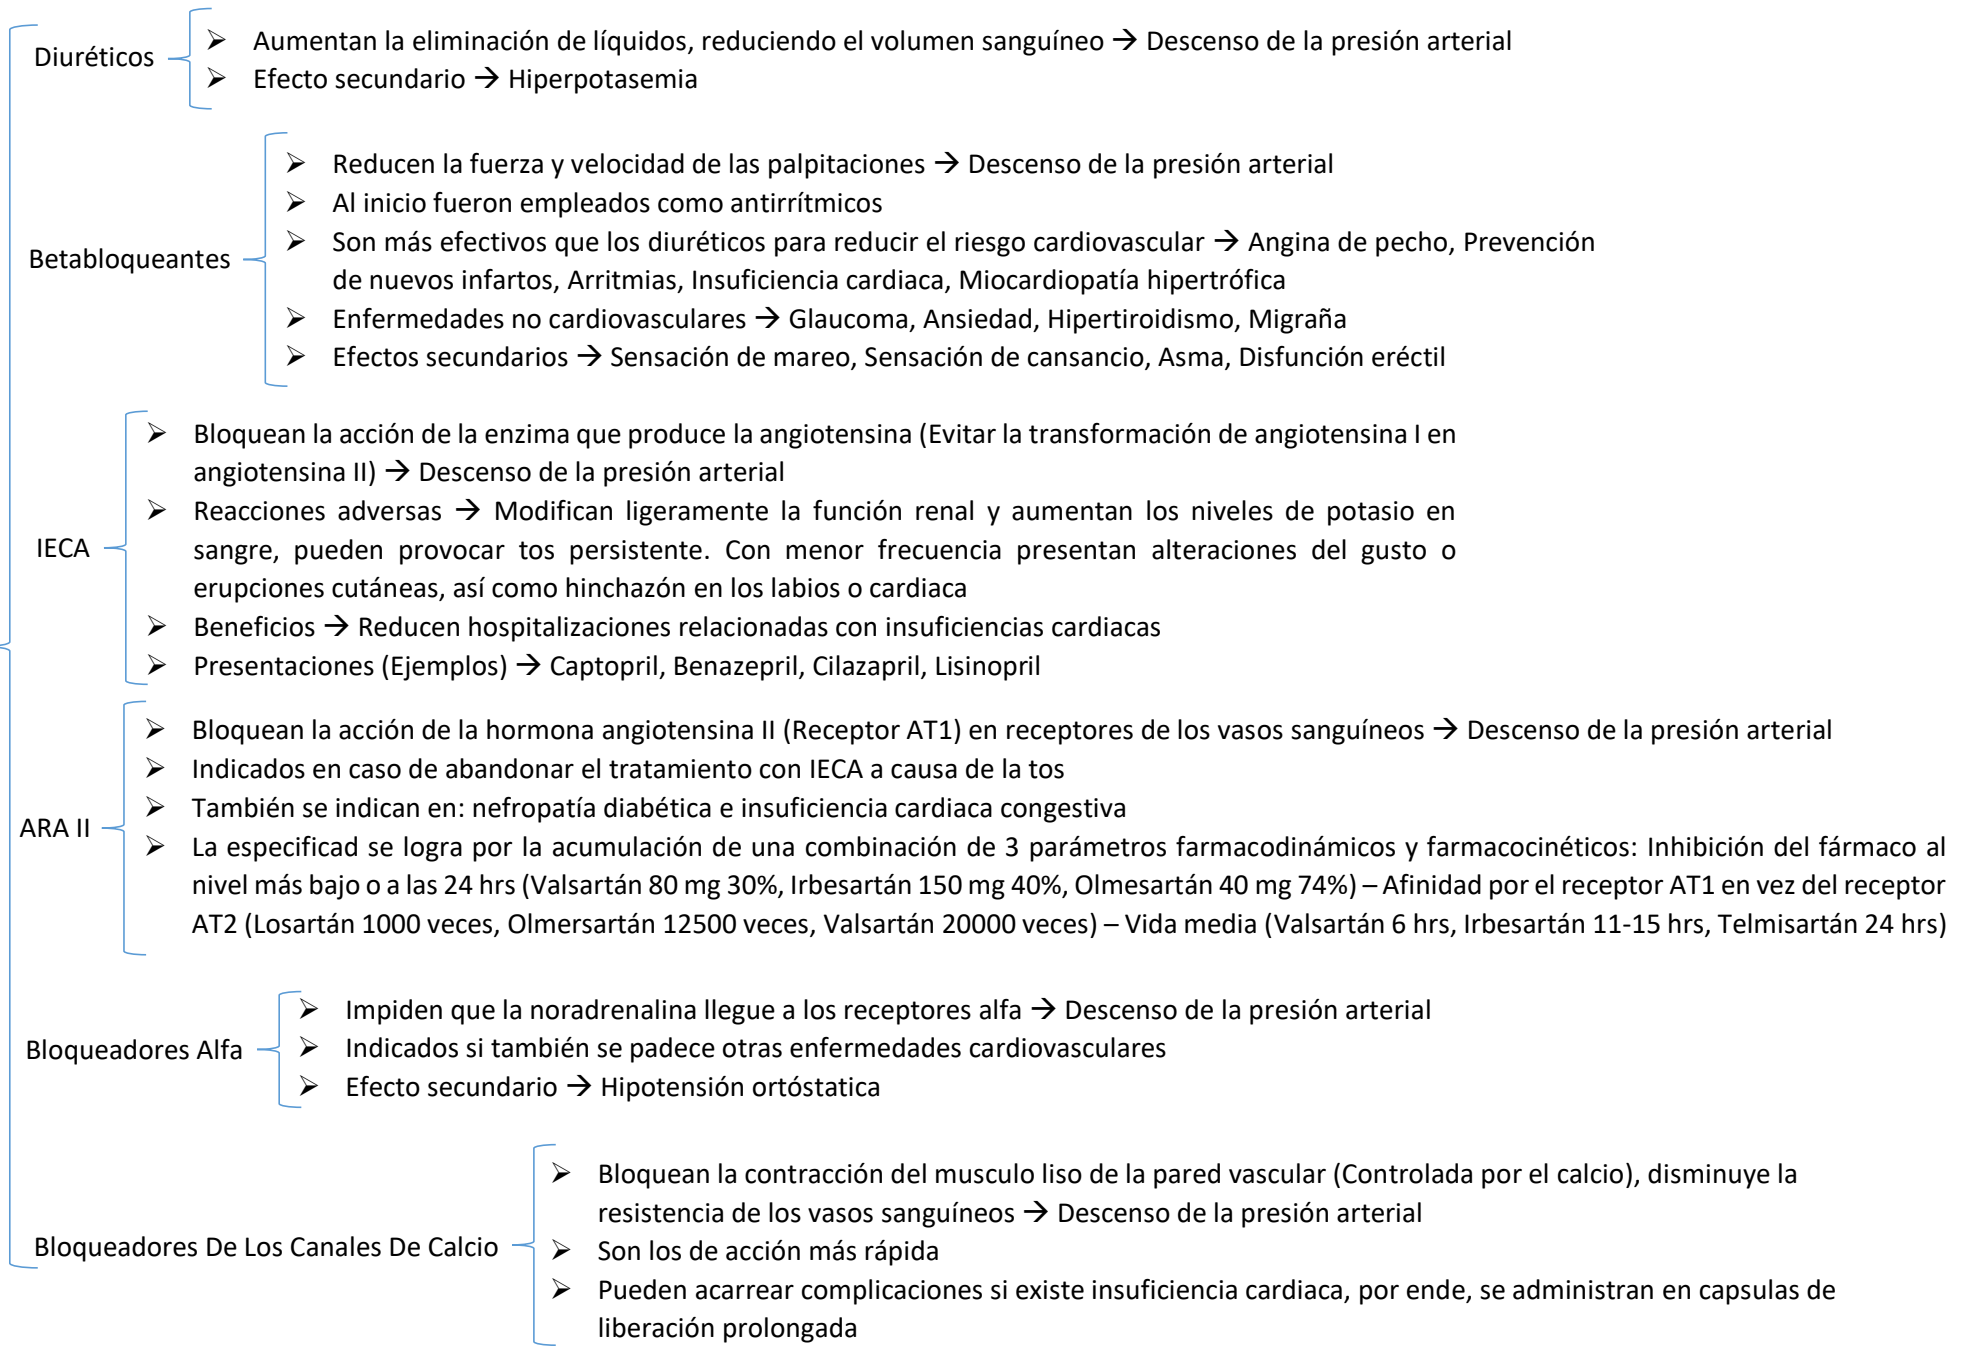 Diuréticos
➢ Aumentan la eliminación de líquidos, reduciendo el volumen sanguíneo → Descenso de la presión arterial
➢ Efecto secundario → Hiperpotasemia
Betabloqueantes
➢ Reducen la fuerza y velocidad de las palpitaciones → Descenso de la presión arterial
➢ Al inicio fueron empleados como antirrítmicos
➢ Son más efectivos que los diuréticos para reducir el riesgo cardiovascular → Angina de pecho, Prevención
de nuevos infartos, Arritmias, Insuficiencia cardiaca, Miocardiopatía hipertrófica
➢ Enfermedades no cardiovasculares → Glaucoma, Ansiedad, Hipertiroidismo, Migraña
➢ Efectos secundarios → Sensación de mareo, Sensación de cansancio, Asma, Disfunción eréctil
IECA
➢ Bloquean la acción de la enzima que produce la angiotensina (Evitar la transformación de angiotensina I en
angiotensina II) → Descenso de la presión arterial
➢ Reacciones adversas → Modifican ligeramente la función renal y aumentan los niveles de potasio en
sangre, pueden provocar tos persistente. Con menor frecuencia presentan alteraciones del gusto o
erupciones cutáneas, así como hinchazón en los labios o cardiaca
➢ Beneficios → Reducen hospitalizaciones relacionadas con insuficiencias cardiacas
➢ Presentaciones (Ejemplos) → Captopril, Benazepril, Cilazapril, Lisinopril
ARA II
➢ Bloquean la acción de la hormona angiotensina II (Receptor AT1) en receptores de los vasos sanguíneos → Descenso de la presión arterial
➢ Indicados en caso de abandonar el tratamiento con IECA a causa de la tos
➢ También se indican en: nefropatía diabética e insuficiencia cardiaca congestiva
➢ La especificad se logra por la acumulación de una combinación de 3 parámetros farmacodinámicos y farmacocinéticos: Inhibición del fármaco al
nivel más bajo o a las 24 hrs (Valsartán 80 mg 30%, Irbesartán 150 mg 40%, Olmesartán 40 mg 74%) – Afinidad por el receptor AT1 en vez del receptor
AT2 (Losartán 1000 veces, Olmersartán 12500 veces, Valsartán 20000 veces) – Vida media (Valsartán 6 hrs, Irbesartán 11-15 hrs, Telmisartán 24 hrs)
Bloqueadores Alfa
➢ Impiden que la noradrenalina llegue a los receptores alfa → Descenso de la presión arterial
➢ Indicados si también se padece otras enfermedades cardiovasculares
➢ Efecto secundario → Hipotensión ortóstatica
Bloqueadores De Los Canales De Calcio
➢ Bloquean la contracción del musculo liso de la pared vascular (Controlada por el calcio), disminuye la
resistencia de los vasos sanguíneos → Descenso de la presión arterial
➢ Son los de acción más rápida
➢ Pueden acarrear complicaciones si existe insuficiencia cardiaca, por ende, se administran en capsulas de
liberación prolongada